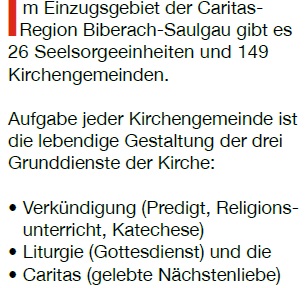 Im Einzugsgebiet der Caritas-
Region Biberach-Saulgau gibt es
26 Seelsorgeeinheiten und 149
Kirchengemeinden.
Aufgabe jeder Kirchengemeinde ist
die lebendige Gestaltung der drei
Grunddienste der Kirche:
• Verkündigung (Predigt, Religions-
unterricht, Katechese)
• Liturgie (Gottesdienst) und die
• Caritas (gelebte Nächstenliebe)